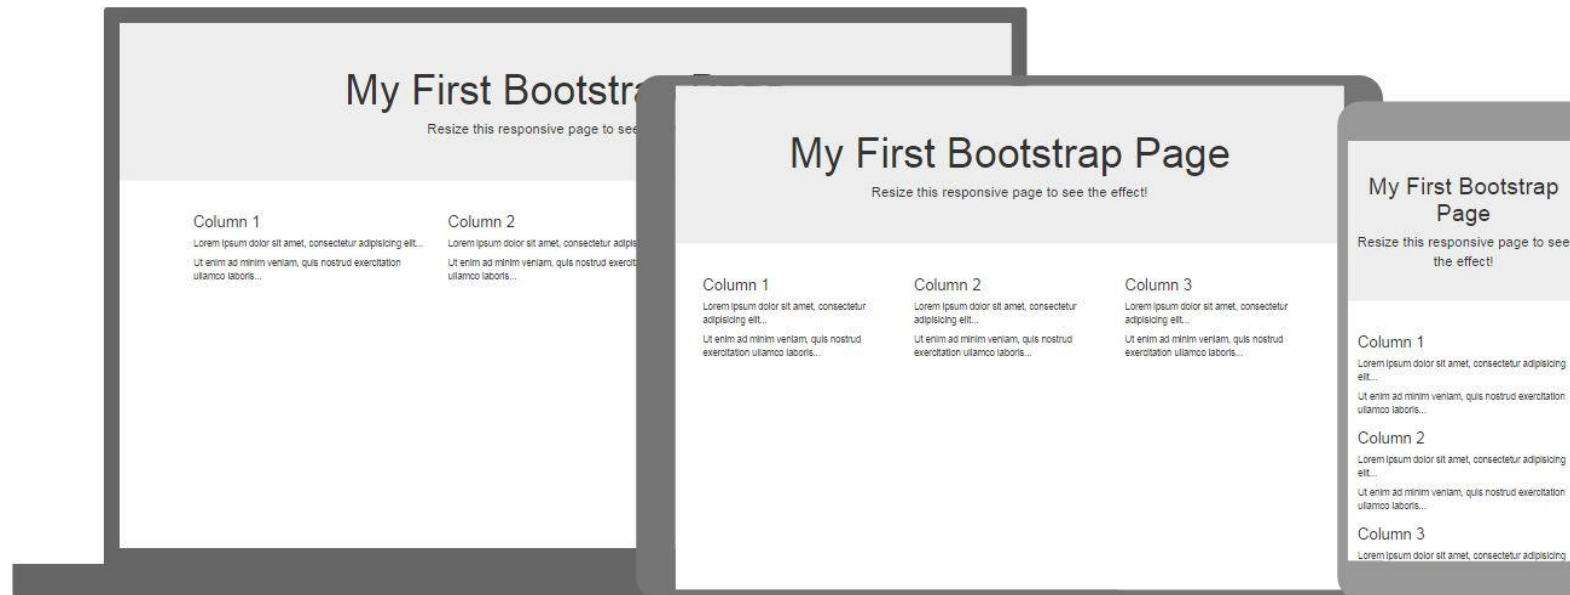 My First Bootstra
Resize this responsive page to see
Column 1
Lorem ipsum dolor sit amet, consectetur adipisicing elit...
Ut enim ad minim veniam, quis nostrud exercitation
ullamco laboris...
Column 2
Lorem ipsum dolor sit amet, consectetur adipis
Ut enim ad minim veniam, quis nostrud exercit
ullamco laboris...
My First Bootstrap Page
Resize this responsive page to see the effect!
Column 1
Lorem ipsum dolor sit amet, consectetur
adipisicing elit...
Ut enim ad minim veniam, quis nostrud
exercitation ullamco laboris...
Column 2
Lorem ipsum dolor sit amet, consectetur
adipisicing elit...
Ut enim ad minim veniam, quis nostrud
exercitation ullamco laboris...
Column 3
Lorem ipsum dolor sit amet, consectetur
adipisicing elit...
Ut enim ad minim veniam, quis nostrud
exercitation ullamco laboris...
My First Bootstrap
Page
Resize this responsive page to see
the effect!
Column 1
Lorem ipsum dolor sit amet, consectetur adipisicing
elit...
Ut enim ad minim veniam, quis nostrud exercitation
ullamco laboris...
Column 2
Lorem ipsum dolor sit amet, consectetur adipisicing
elit...
Ut enim ad minim veniam, quis nostrud exercitation
ullamco laboris...
Column 3
Lorem ipsum dolor sit amet, consectetur adipisicing